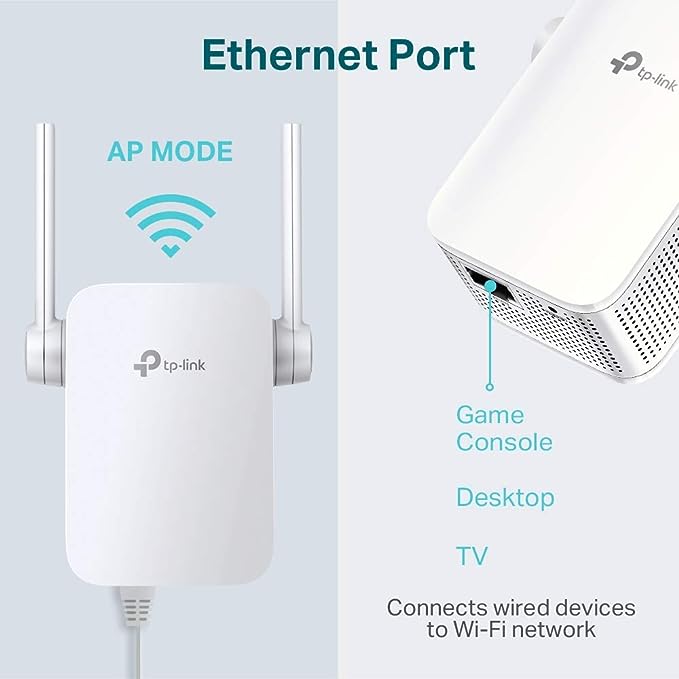 Ethernet Port
AP MODE
tp-link
tp-link
Game
Console
Desktop
TV
Connects wired devices
to Wi-Fi network